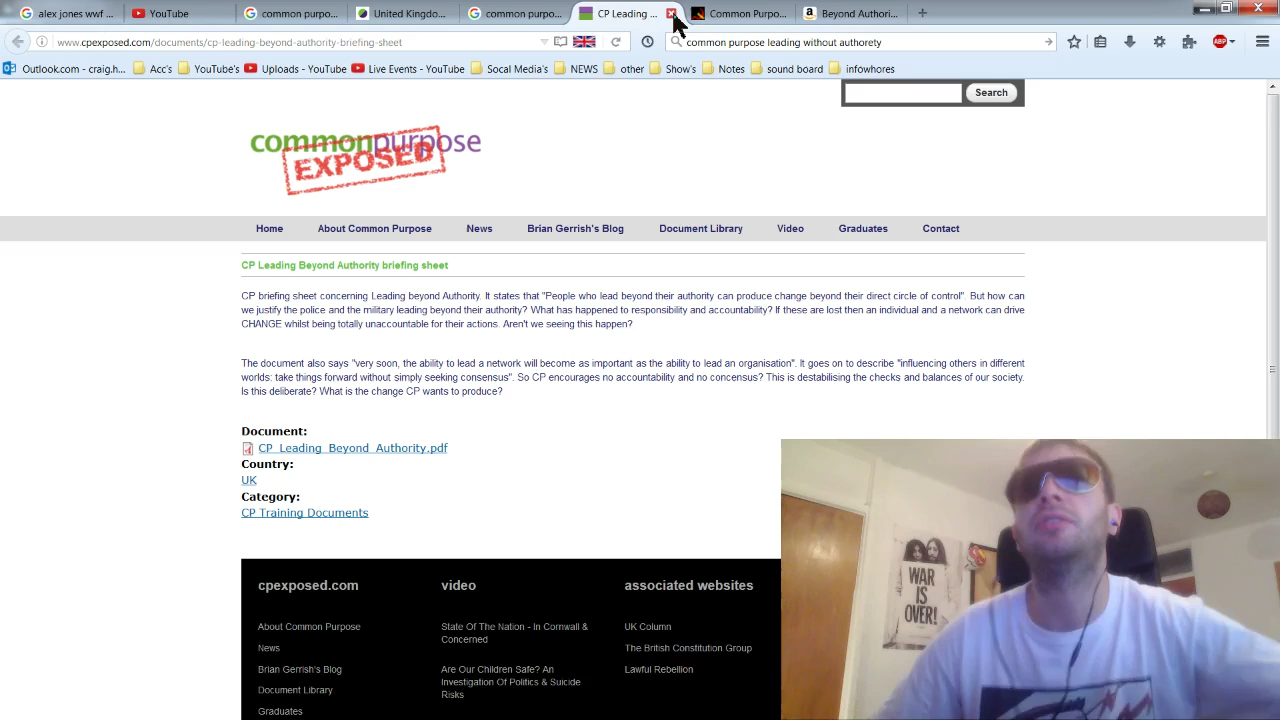 alex jones wwf ...
YouTube
common purpos...
United Kingdo...
common purpo...
CP Leading ...
Common Purpo...
Beyond Authori...
www.cpexposed.com/documents/cp-leading-beyond-authority-briefing-sheet
common purpose leading without authorety
ABP
Outlook.com - craig.h...
Acc's
YouTube's
Uploads - YouTube
Live Events - YouTube
Socal Media's
NEWS
other
Show's
Notes
sound board
infowhores
Search
commonpurpose
EXPOSED
Home
About Common Purpose
News
Brian Gerrish's Blog
Document Library
Video
Graduates
Contact
CP Leading Beyond Authority briefing sheet
CP briefing sheet concerning Leading beyond Authority. It states that "People who lead beyond their authority can produce change beyond their direct circle of control". But how can
we justify the police and the military leading beyond their authority? What has happened to responsibility and accountability? If these are lost then an individual and a network can drive
CHANGE whilst being totally unaccountable for their actions. Aren't we seeing this happen?
The document also says "very soon, the ability to lead a network will become as important as the ability to lead an organisation". It goes on to describe "influencing others in different
worlds: take things forward without simply seeking consensus". So CP encourages no accountability and no concensus? This is destabilising the checks and balances of our society.
Is this deliberate? What is the change CP wants to produce?
Document:
CP_Leading_Beyond_Authority.pdf
Country:
UK
Category:
CP Training Documents
cpexposed.com
About Common Purpose
News
Brian Gerrish's Blog
Document Library
Graduates
video
State Of The Nation - In Cornwall &
Concerned
Are Our Children Safe? An
Investigation Of Politics & Suicide
Risks
associated websites
UK Column
The British Constitution Group
Lawful Rebellion
WAR
IS
OVER!